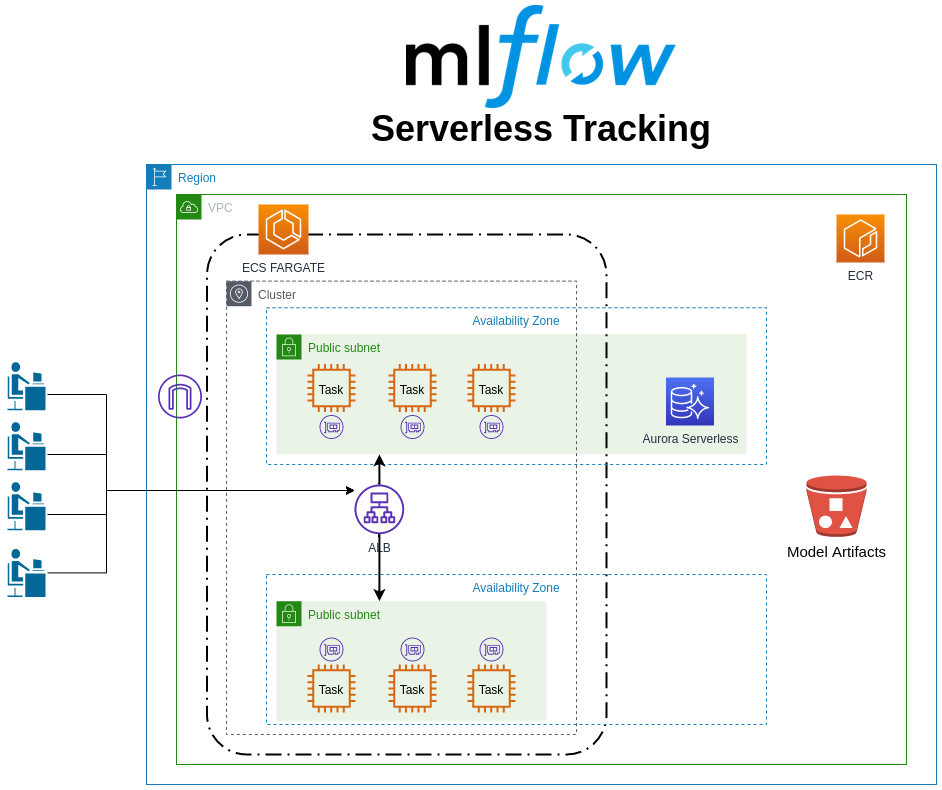 mlflow
Serverless Tracking
Region
VPC
ECS FARGATE
ECR
Cluster
Availability Zone
Public subnet
Task
Task
Task
Aurora Serverless
ALB
Model Artifacts
Availability Zone
Public subnet
Task
Task
Task